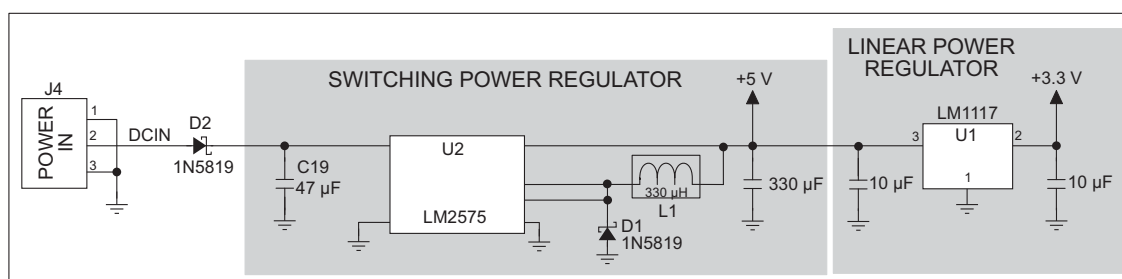 LINEAR POWER
REGULATOR
SWITCHING POWER REGULATOR
+5 V
+3.3 V
J4
POWER
IN
1
2
3
DCIN
D2
1N5819
C19
47 µF
U2
LM2575
330 µH
L1
D1
1N5819
330 µF
10 µF
LM1117
3
U1
2
1
10 µF